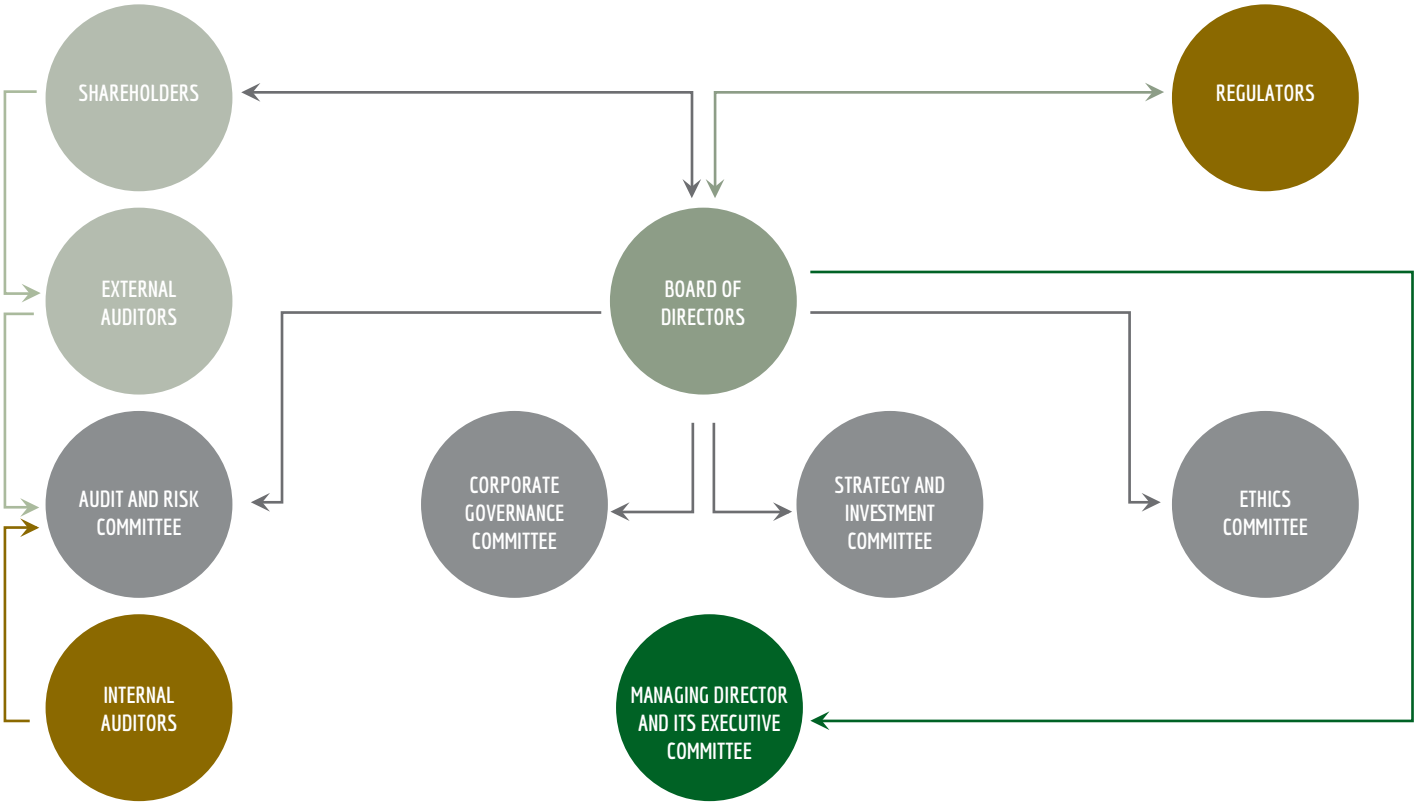 SHAREHOLDERS
REGULATORS
EXTERNAL
AUDITORS
BOARD OF
DIRECTORS
AUDIT AND RISK
COMMITTEE
CORPORATE
GOVERNANCE
COMMITTEE
STRATEGY AND
INVESTMENT
COMMITTEE
ETHICS
COMMITTEE
INTERNAL
AUDITORS
MANAGING DIRECTOR
AND ITS EXECUTIVE
COMMITTEE